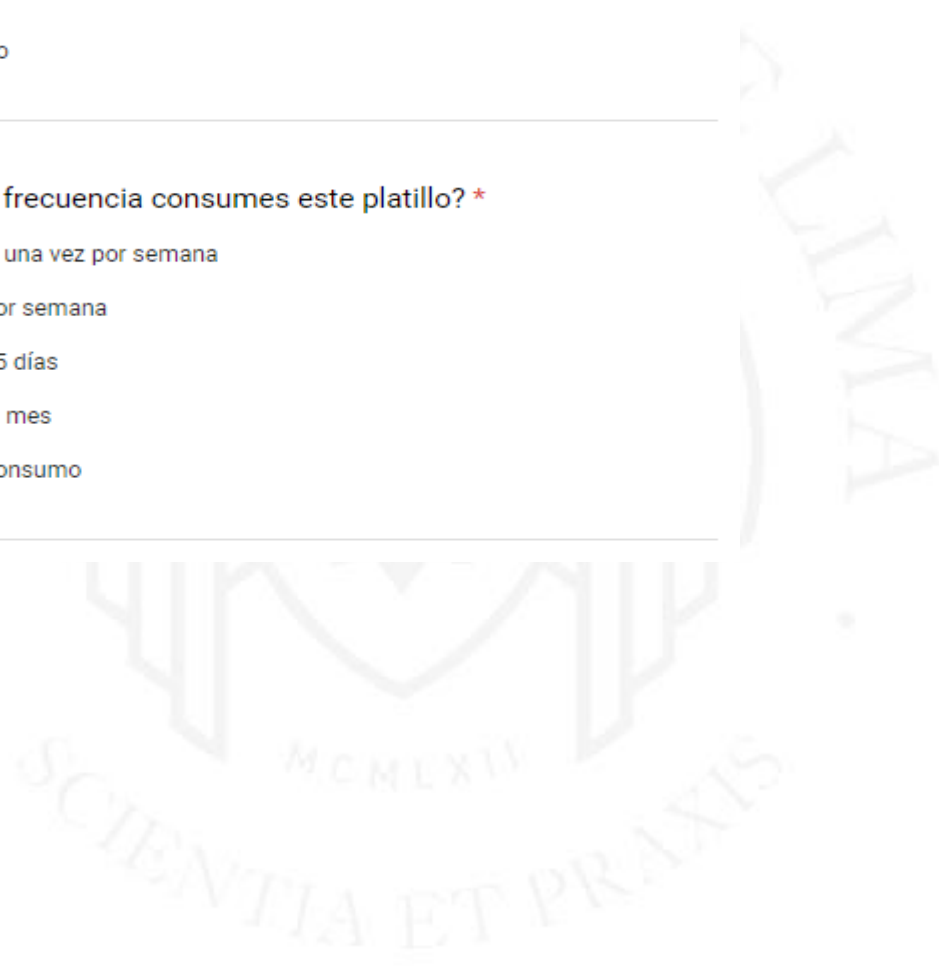 o
frecuencia consumes este platillo? *
una vez por semana
or semana
5 días
mes
onsumo
LIMA
MCMLXII
SCIENTIA ET PRAXIS